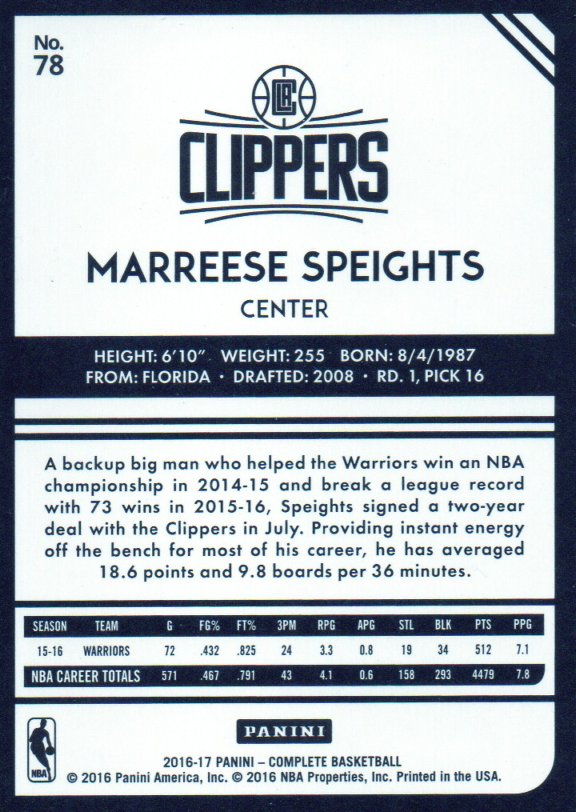 No.
78
LAC
CLIPPERS
MARREESE SPEIGHTS
CENTER
HEIGHT: 6'10" WEIGHT: 255 BORN: 8/4/1987
FROM: FLORIDA • DRAFTED: 2008 • RD. 1, PICK 16
A backup big man who helped the Warriors win an NBA
championship in 2014-15 and break a league record
with 73 wins in 2015-16, Speights signed a two-year
deal with the Clippers in July. Providing instant energy
off the bench for most of his career, he has averaged
18.6 points and 9.8 boards per 36 minutes.
SEASON TEAM G FG% FT% 3PM RPG APG STL BLK PTS PPG
15-16 WARRIORS 72 .432 .825 24 3.3 0.8 19 34 512 7.1
NBA CAREER TOTALS 571 .467 .791 43 4.1 0.6 158 293 4479 7.8
PANINI
NBA
2016-17 PANINI – COMPLETE BASKETBALL
© 2016 Panini America, Inc. © 2016 NBA Properties, Inc. Printed in the USA.